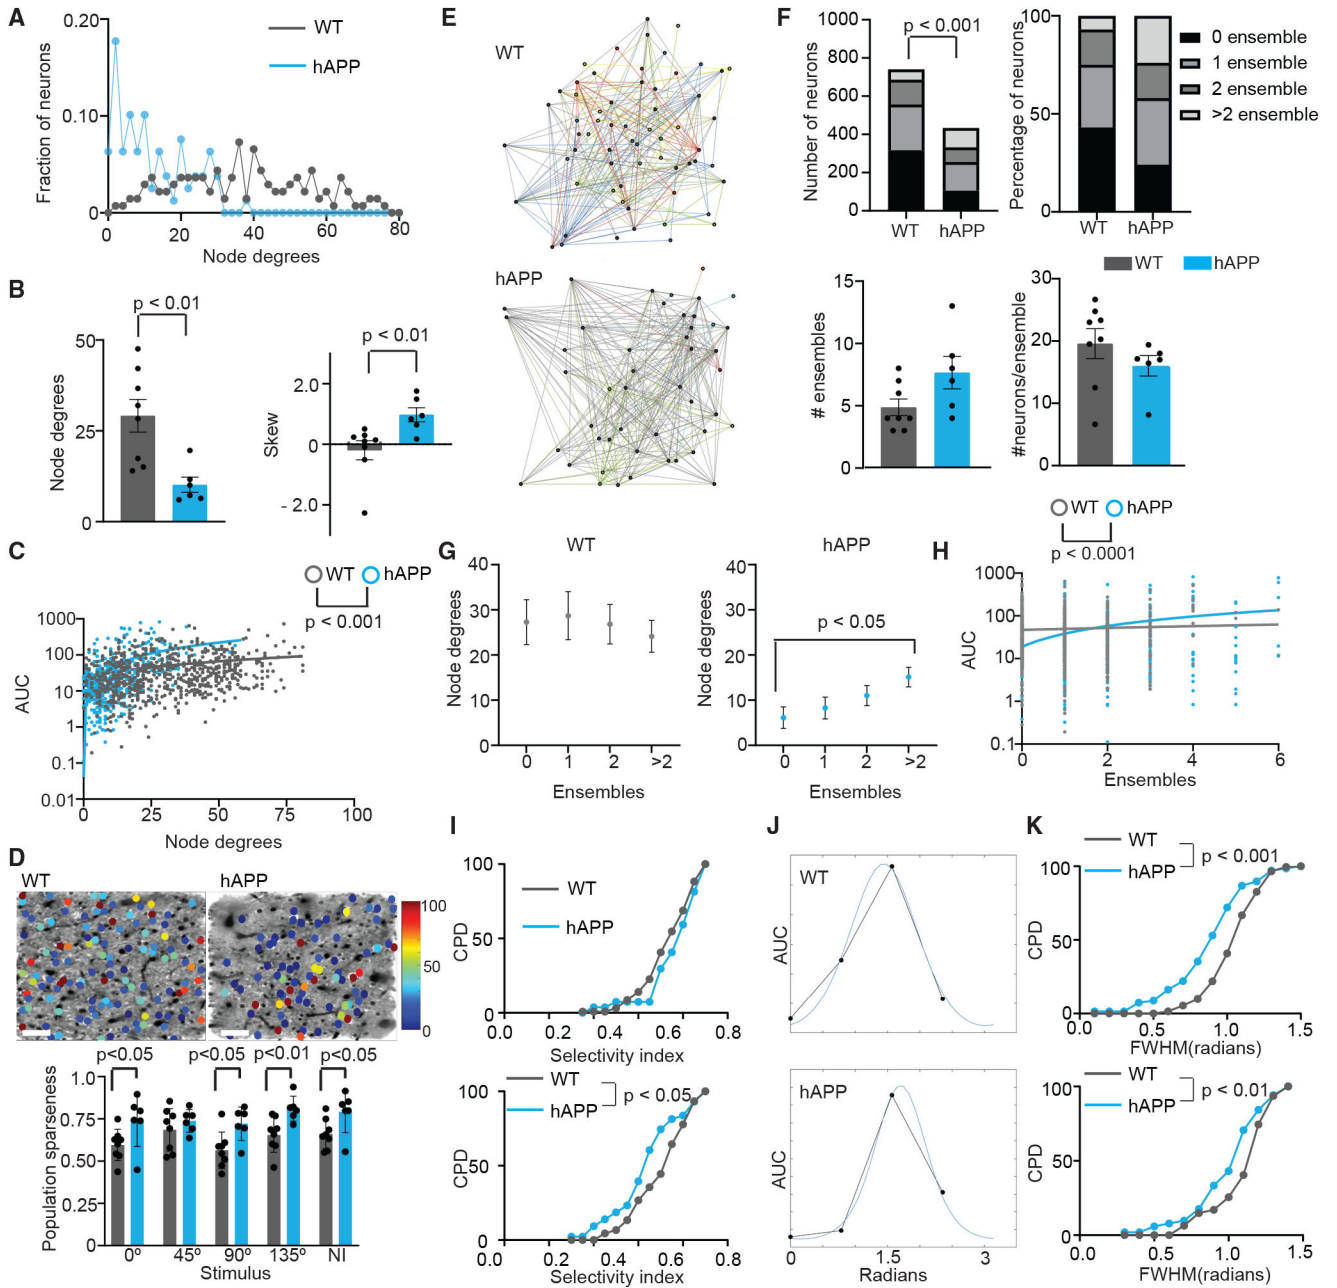 A
0.20
0.10
0
Fraction of neurons
WT
hAPP
0 20 40 60 80
Node degrees
B
p < 0.01
50
25
0
Node degrees
p < 0.01
2.0
0
- 2.0
Skew
C
WT hAPP
p < 0.001
1000
100
10
1
0.1
0.01
AUC
0 25 50 75 100
Node degrees
D
WT hAPP
100
50
0
p<0.05 p<0.05 p<0.01 p<0.05
1.0
0.75
0.50
0.25
0
Population sparseness
0º 45º 90º 135º NI
Stimulus
E
WT
hAPP
F
1000
800
600
400
200
0
Number of neurons
p < 0.001
WT hAPP
100
50
0
Percentage of neurons
WT hAPP
0 ensemble
1 ensemble
2 ensemble
>2 ensemble
WT hAPP
15
10
5
0
# ensembles
30
20
10
0
#neurons/ensemble
G
WT
40
30
20
10
0
Node degrees
0 1 2 >2
Ensembles
hAPP
40
30
20
10
0
Node degrees
p < 0.05
0 1 2 >2
Ensembles
H
WT hAPP
p < 0.0001
1000
100
10
1
0.1
AUC
0 2 4 6
Ensembles
I
100
50
0
CPD
WT
hAPP
0.0 0.2 0.4 0.6 0.8
Selectivity index
WT
hAPP
p < 0.05
100
50
0
CPD
0.0 0.2 0.4 0.6 0.8
Selectivity index
J
WT
AUC
hAPP
AUC
0 1.5 3
Radians
K
WT
hAPP
p < 0.001
100
50
0
CPD
0.0 0.5 1.0 1.5
FWHM(radians)
WT
hAPP
p < 0.01
100
50
0
CPD
0.0 0.5 1.0 1.5
FWHM(radians)